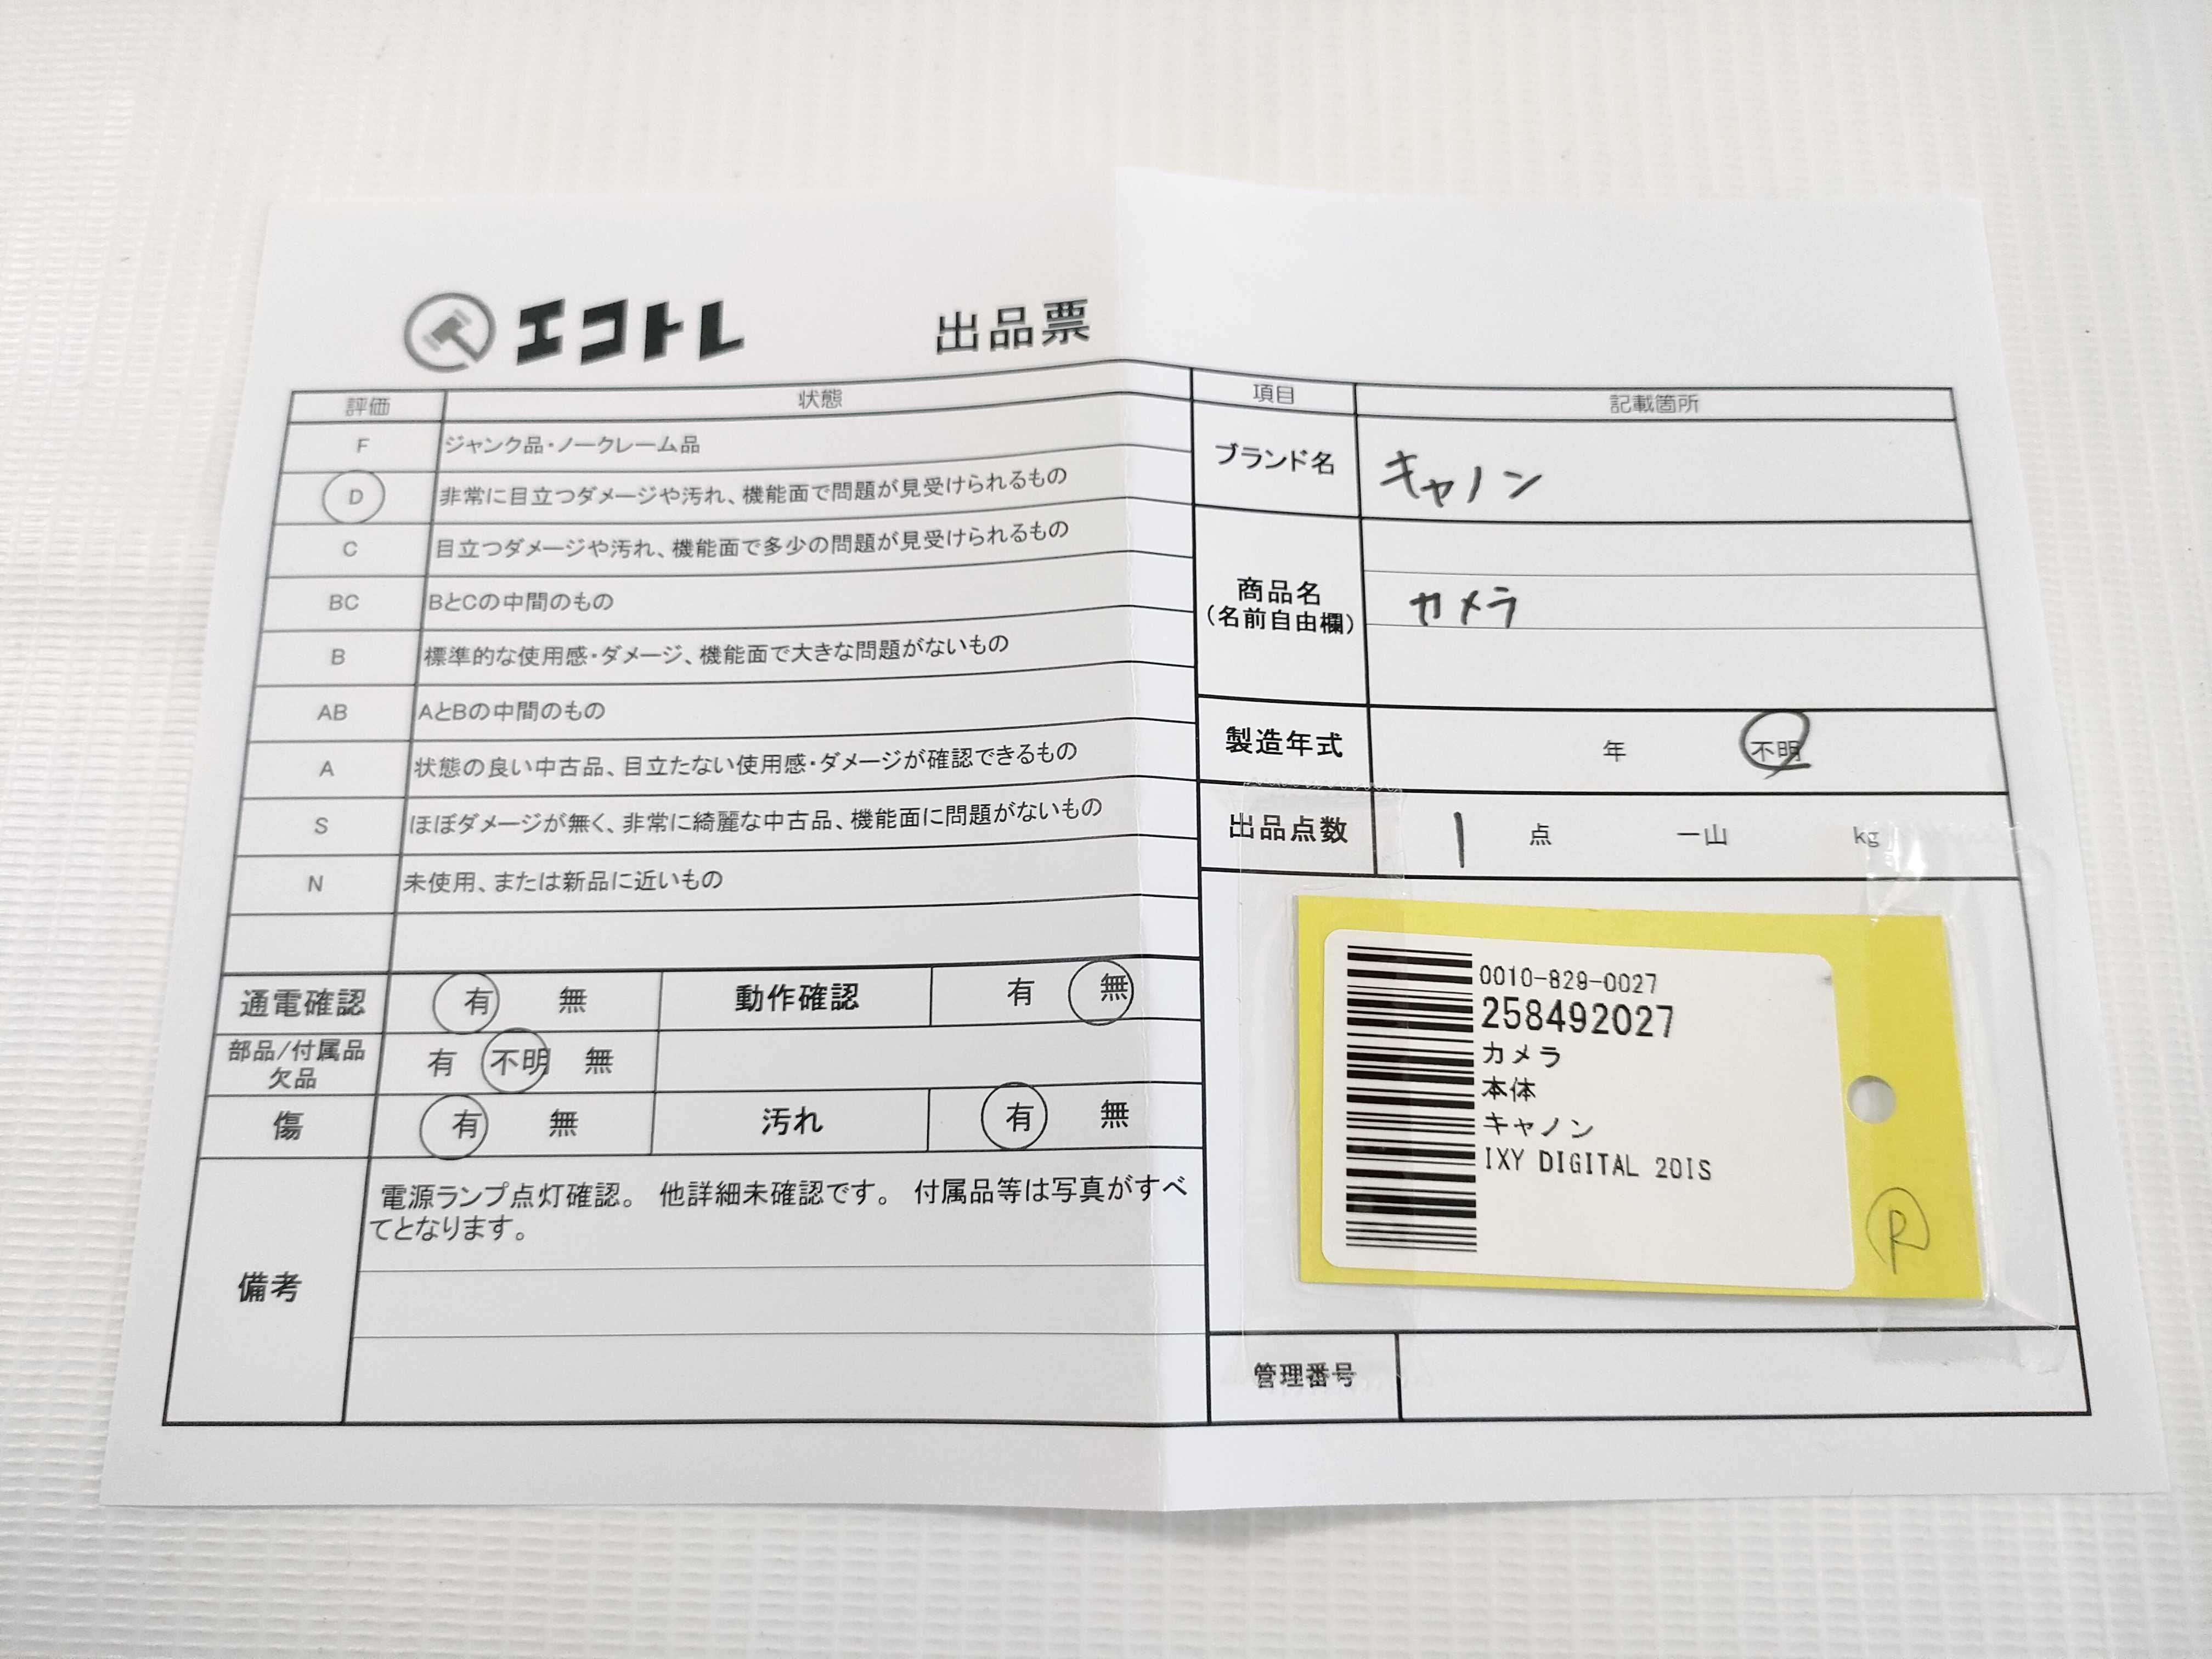 エコトレ 出品票
評価 状態
F ジャンク品・ノークレーム品
D 非常に目立つダメージや汚れ、機能面で問題が見受けられるもの
C 目立つダメージや汚れ、機能面で多少の問題が見受けられるもの
BC BとCの中間のもの
B 標準的な使用感・ダメージ、機能面で大きな問題がないもの
AB AとBの中間のもの
A 状態の良い中古品、目立たない使用感・ダメージが確認できるもの
S ほぼダメージが無く、非常に綺麗な中古品、機能面に問題がないもの
N 未使用、または新品に近いもの
通電確認 有 無 動作確認 有 無
部品/付属品
欠品
有 不明 無
傷 有 無 汚れ 有 無
備考
電源ランプ点灯確認。 他詳細未確認です。 付属品等は写真がすべ
てとなります。
項目 記載箇所
ブランド名 キャノン
商品名
(名前自由欄)
カメラ
製造年式 年 不明
出品点数 1 点 一山 kg
0010-829-0027
258492027
カメラ
本体
キャノン
IXY DIGITAL 20IS
R
管理番号